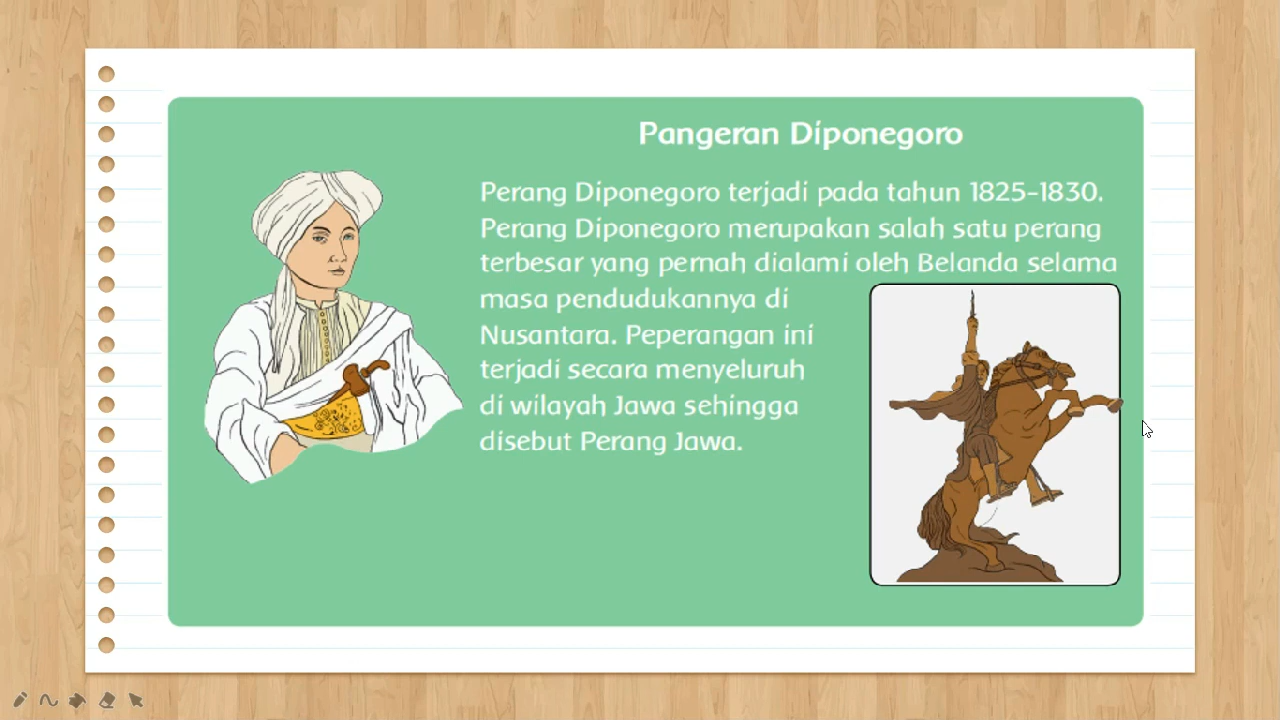 Pangeran Diponegoro
Perang Diponegoro terjadi pada tahun 1825-1830.
Perang Diponegoro merupakan salah satu perang
terbesar yang pernah dialami oleh Belanda selama
masa pendudukannya di
Nusantara. Peperangan ini
terjadi secara menyeluruh
di wilayah Jawa sehingga
disebut Perang Jawa.